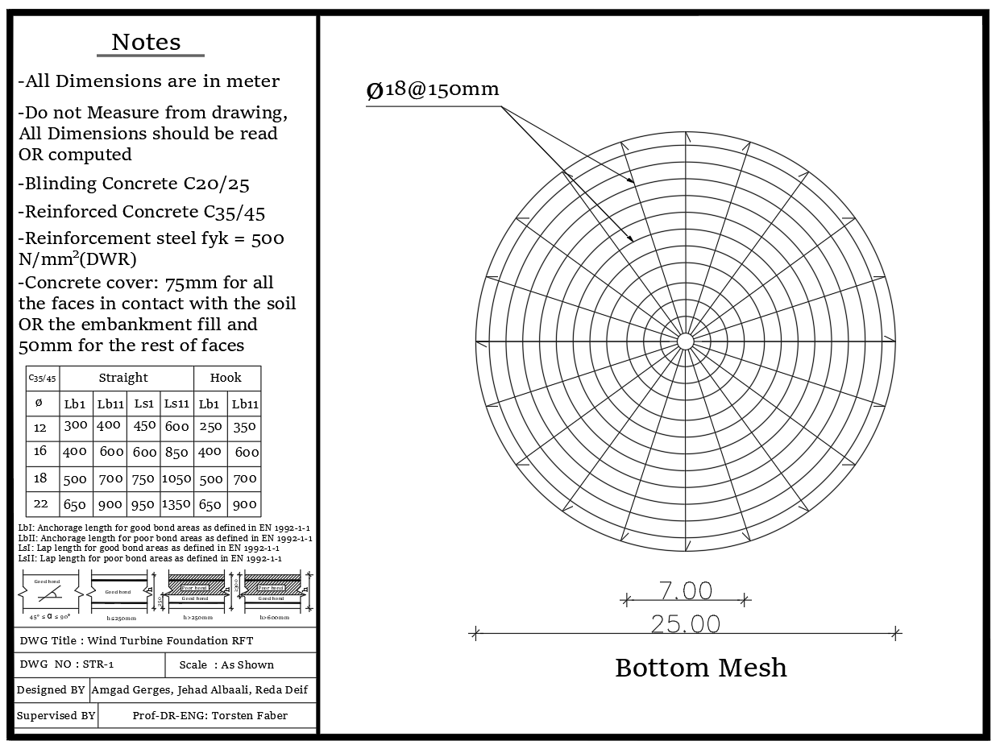 Notes
-All Dimensions are in meter
-Do not Measure from drawing,
All Dimensions should be read
OR computed
-Blinding Concrete C20/25
-Reinforced Concrete C35/45
-Reinforcement steel fyk = 500
N/mm²(DWR)
-Concrete cover: 75mm for all
the faces in contact with the soil
OR the embankment fill and
50mm for the rest of faces
C35/45 Straight Hook
ø Lb1 Lb11 Ls1 Ls11 Lb1 Lb11
12 300 400 450 600 250 350
16 400 600 600 850 400 600
18 500 700 750 1050 500 700
22 650 900 950 1350 650 900
LbI: Anchorage length for good bond areas as defined in EN 1992-1-1
LbII: Anchorage length for poor bond areas as defined in EN 1992-1-1
LsI: Lap length for good bond areas as defined in EN 1992-1-1
LsII: Lap length for poor bond areas as defined in EN 1992-1-1
Good bond
45° ≤ α ≤ 90°
Good bond
h
h≤250mm
Poor bond
Good bond
250
h
h>250mm
Poor bond
Good bond
h
h>600mm
DWG Title : Wind Turbine Foundation RFT
DWG NO : STR-1 Scale : As Shown
Designed BY Amgad Gerges, Jehad Albaali, Reda Deif
Supervised BY Prof-DR-ENG: Torsten Faber
Ø18@150mm
7.00
25.00
Bottom Mesh